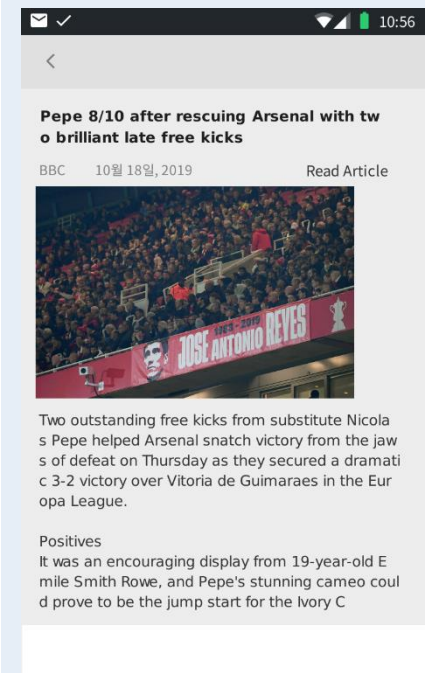 10:56
Pepe 8/10 after rescuing Arsenal with tw
o brilliant late free kicks
BBC 10월 18일, 2019 Read Article
1983 - 2019
JOSE ANTONIO REYES
Two outstanding free kicks from substitute Nicola
s Pepe helped Arsenal snatch victory from the jaw
s of defeat on Thursday as they secured a dramati
c 3-2 victory over Vitoria de Guimaraes in the Eur
opa League.
Positives
It was an encouraging display from 19-year-old E
mile Smith Rowe, and Pepe's stunning cameo coul
d prove to be the jump start for the Ivory C